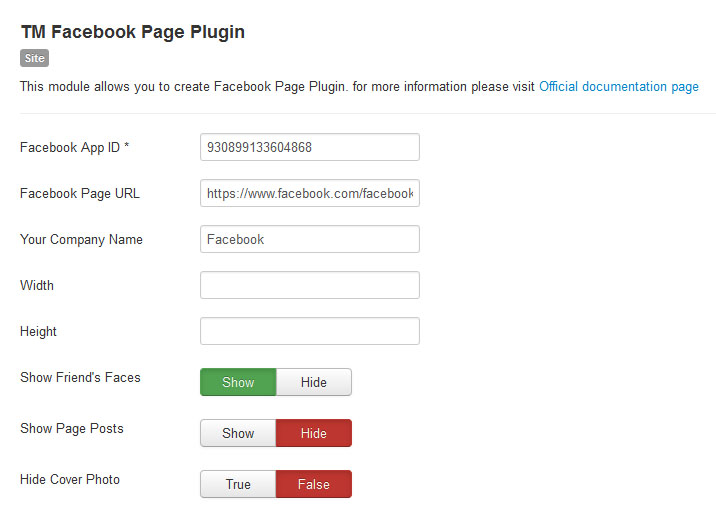 TM Facebook Page Plugin
Site
This module allows you to create Facebook Page Plugin. for more information please visit Official documentation page
Facebook App ID * 930899133604868
Facebook Page URL https://www.facebook.com/facebook
Your Company Name Facebook
Width
Height
Show Friend's Faces Show Hide
Show Page Posts Show Hide
Hide Cover Photo True False